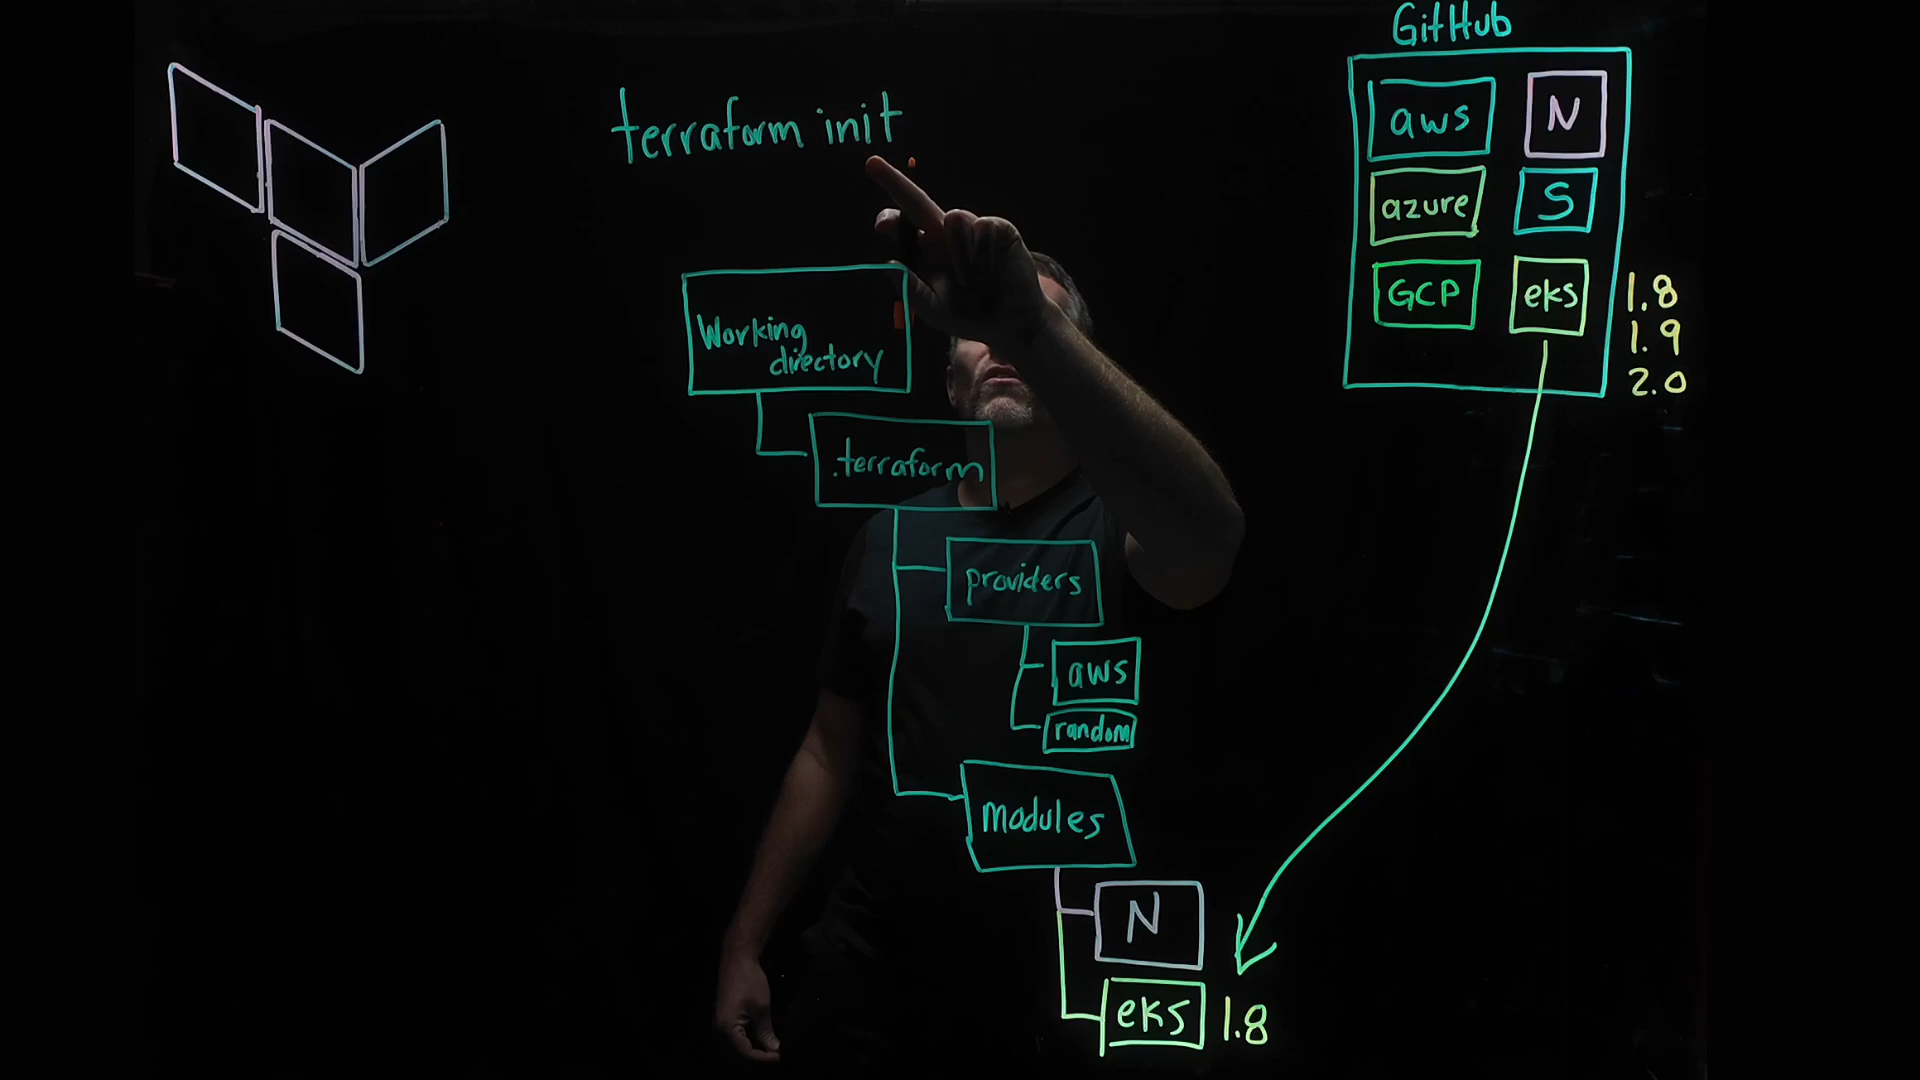 GitHub
terraform init
aws
N
azure
S
GCP
eks
1.8
1.9
2.0
Working
directory
.terraform
providers
aws
random
modules
N
eks
1.8